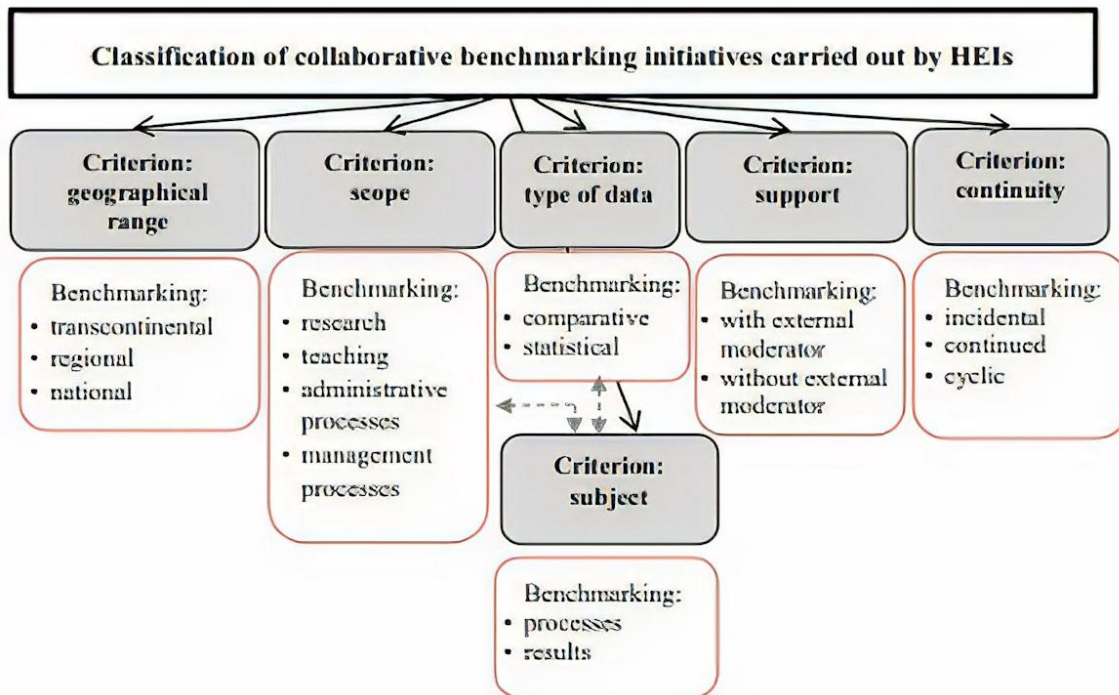 Classification of collaborative benchmarking initiatives carried out by HEIs
Criterion:
geographical
range
Benchmarking:
• transcontinental
• regional
• national
Criterion:
scope
Benchmarking:
• research
• teaching
• administrative
processes
• management
processes
Criterion:
type of data
Benchmarking:
• comparative
• statistical
Criterion:
subject
Benchmarking:
• processes
• results
Criterion:
support
Benchmarking:
• with external
moderator
• without external
moderator
Criterion:
continuity
Benchmarking:
• incidental
• continued
• cyclic